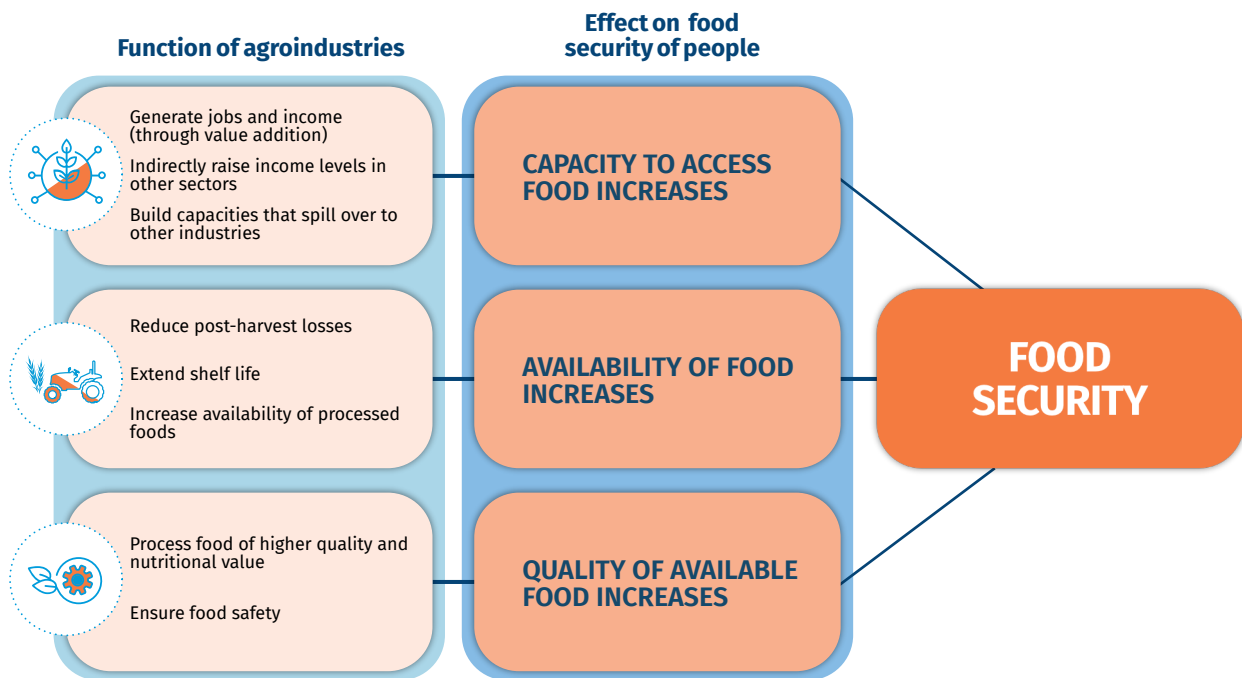 Function of agroindustries
Effect on food
security of people
Generate jobs and income
(through value addition)
Indirectly raise income levels in
other sectors
Build capacities that spill over to
other industries
CAPACITY TO ACCESS
FOOD INCREASES
Reduce post-harvest losses
Extend shelf life
Increase availability of processed
foods
AVAILABILITY OF FOOD
INCREASES
Process food of higher quality and
nutritional value
Ensure food safety
QUALITY OF AVAILABLE
FOOD INCREASES
FOOD
SECURITY